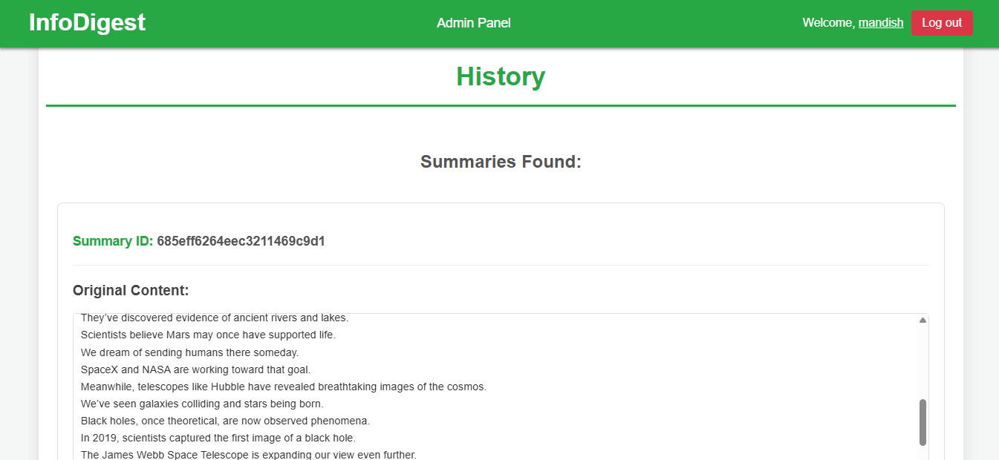 InfoDigest
Admin Panel
Welcome, mandish
Log out
History
Summaries Found:
Summary ID: 685eff6264eec3211469c9d1
Original Content:
They’ve discovered evidence of ancient rivers and lakes.
Scientists believe Mars may once have supported life.
We dream of sending humans there someday.
SpaceX and NASA are working toward that goal.
Meanwhile, telescopes like Hubble have revealed breathtaking images of the cosmos.
We’ve seen galaxies colliding and stars being born.
Black holes, once theoretical, are now observed phenomena.
In 2019, scientists captured the first image of a black hole.
The James Webb Space Telescope is expanding our view even further.